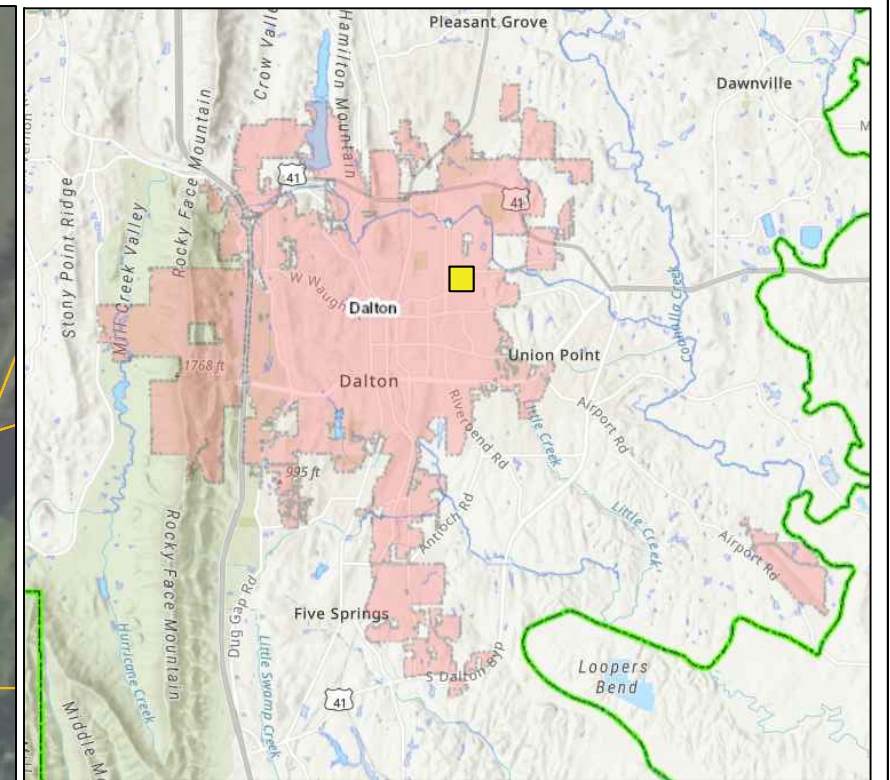 Pleasant Grove
Dawnville
Crow Valle
Hamilton Mountain
41
41
Rocky Face Mountain
Stony Point Ridge
Mill Creek Valley
W Waugh
Dalton
1768 ft
Dalton
Union Point
Coahulla Creek
Riverbend Rd
Airport Rd
ittle Creek
995 ft
Antioch Rd
Little Creek
Airport Rd
Rocky Face Mountain
Dug Gap Rd
Five Springs
Hurricane Creek
Little Swamp Creek
S Dalton Byp
Loopers
Bend
41
Middle M